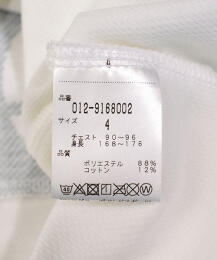 4
品番
012-9168002
サイズ
4
チェスト 90～96
身長 168～176
品質
ポリエステル 88%
コットン 12%